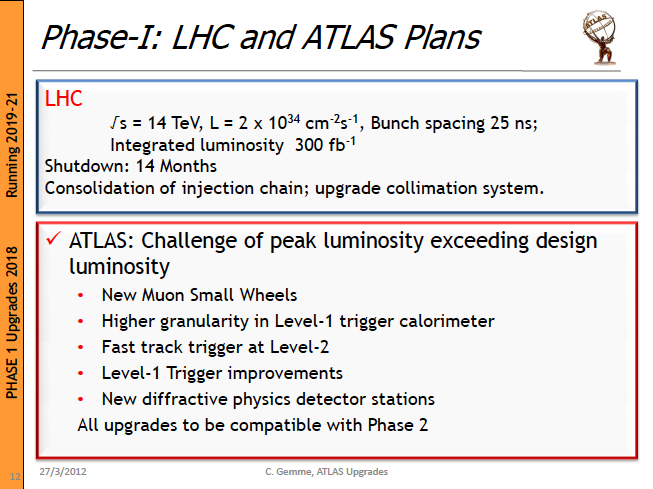 Phase-I: LHC and ATLAS Plans
ATLAS
Running 2019-21
PHASE 1 Upgrades 2018
LHC
√s = 14 TeV, L = 2 x 10³⁴ cm⁻²s⁻¹, Bunch spacing 25 ns;
Integrated luminosity 300 fb⁻¹
Shutdown: 14 Months
Consolidation of injection chain; upgrade collimation system.
✓ ATLAS: Challenge of peak luminosity exceeding design
luminosity
• New Muon Small Wheels
• Higher granularity in Level-1 trigger calorimeter
• Fast track trigger at Level-2
• Level-1 Trigger improvements
• New diffractive physics detector stations
All upgrades to be compatible with Phase 2
12
27/3/2012
C. Gemme, ATLAS Upgrades